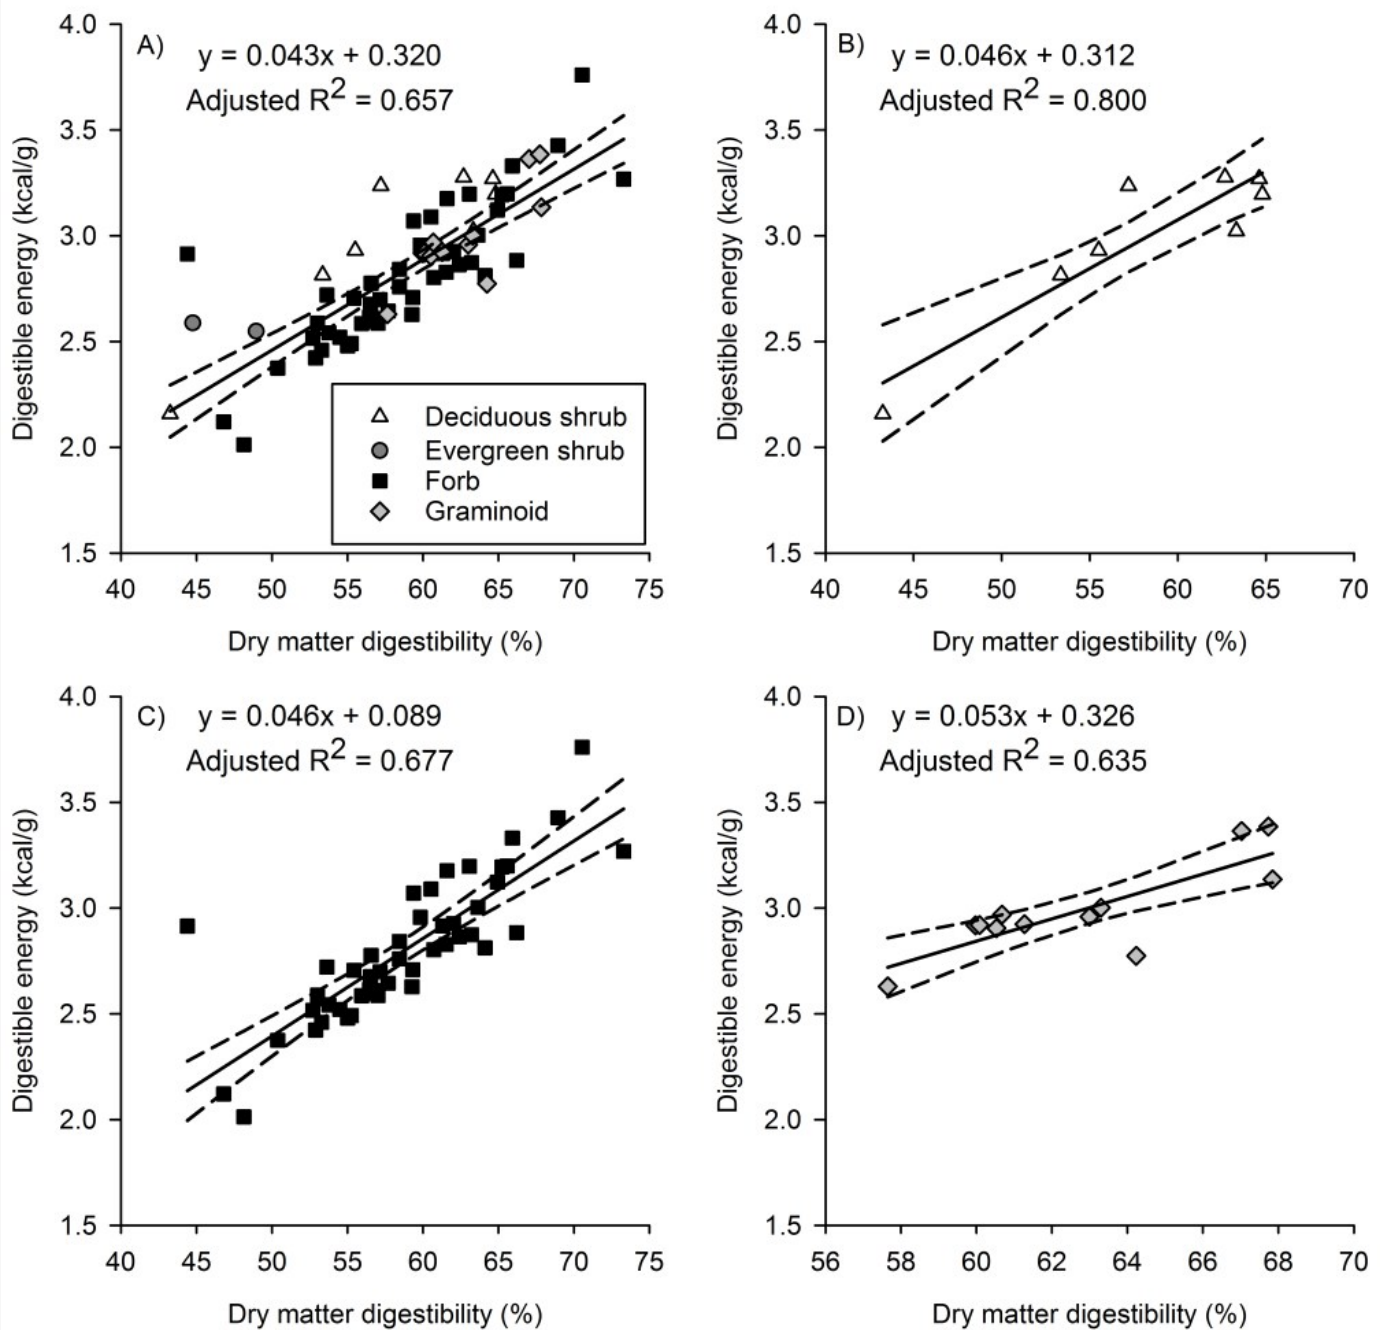 A)
y = 0.043x + 0.320
Adjusted R² = 0.657
4.0
3.5
3.0
2.5
2.0
1.5
Digestible energy (kcal/g)
Deciduous shrub
Evergreen shrub
Forb
Graminoid
40 45 50 55 60 65 70 75
Dry matter digestibility (%)
B)
y = 0.046x + 0.312
Adjusted R² = 0.800
4.0
3.5
3.0
2.5
2.0
1.5
Digestible energy (kcal/g)
40 45 50 55 60 65 70
Dry matter digestibility (%)
C)
y = 0.046x + 0.089
Adjusted R² = 0.677
4.0
3.5
3.0
2.5
2.0
1.5
Digestible energy (kcal/g)
40 45 50 55 60 65 70 75
Dry matter digestibility (%)
D)
y = 0.053x + 0.326
Adjusted R² = 0.635
4.0
3.5
3.0
2.5
2.0
1.5
Digestible energy (kcal/g)
56 58 60 62 64 66 68 70
Dry matter digestibility (%)